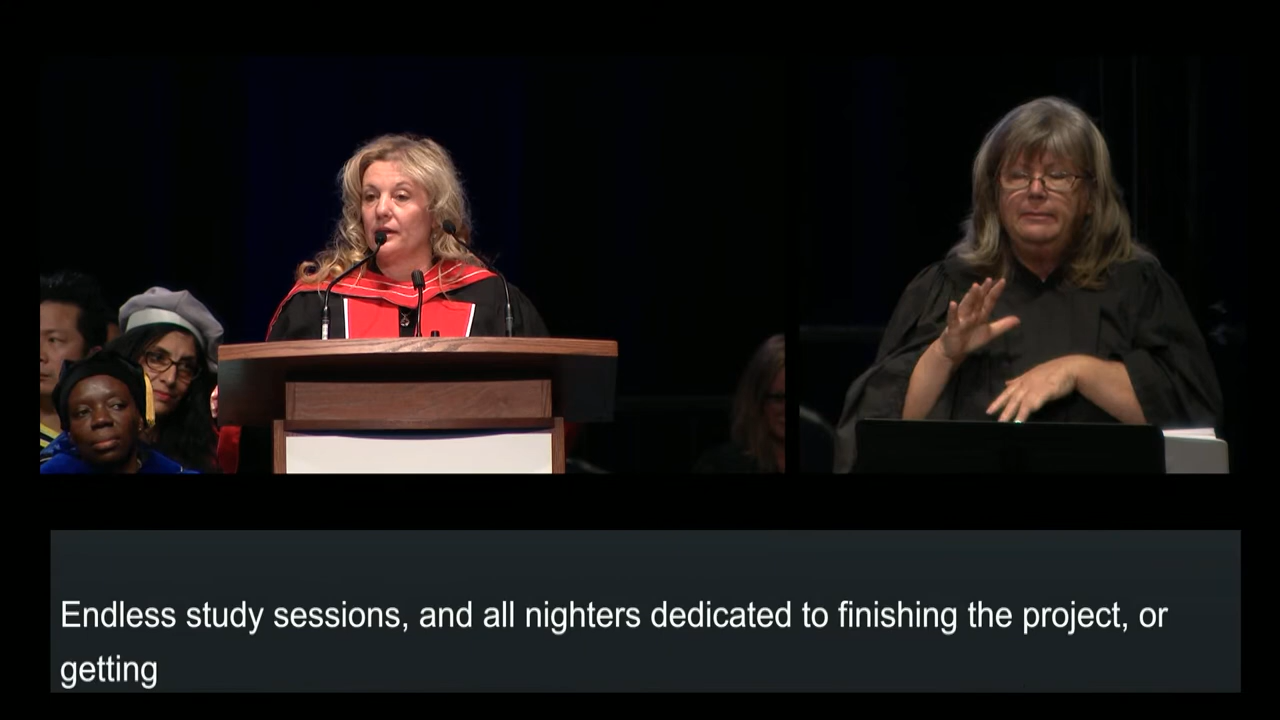 Endless study sessions, and all nighters dedicated to finishing the project, or
getting